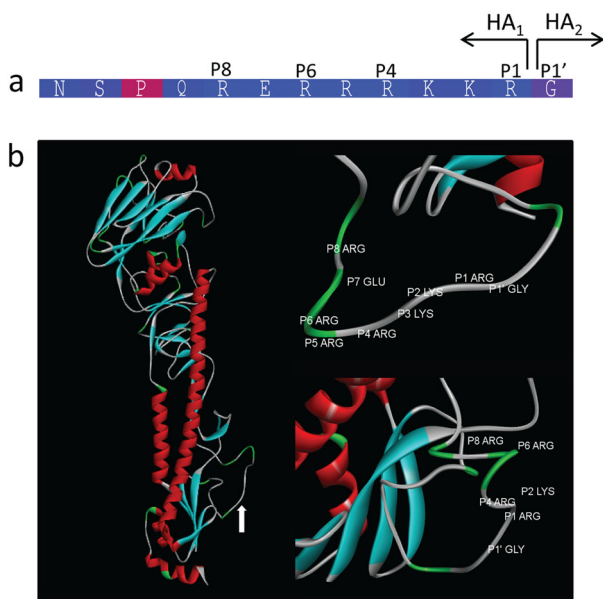 HA1 HA2
P8 P6 P4 P1 P1’
a
N S P Q R E R R R K K R G
b
P8 ARG
P7 GLU
P6 ARG
P5 ARG
P4 ARG
P3 LYS
P2 LYS
P1 ARG
P1' GLY
P8 ARG
P6 ARG
P2 LYS
P4 ARG
P1 ARG
P1' GLY